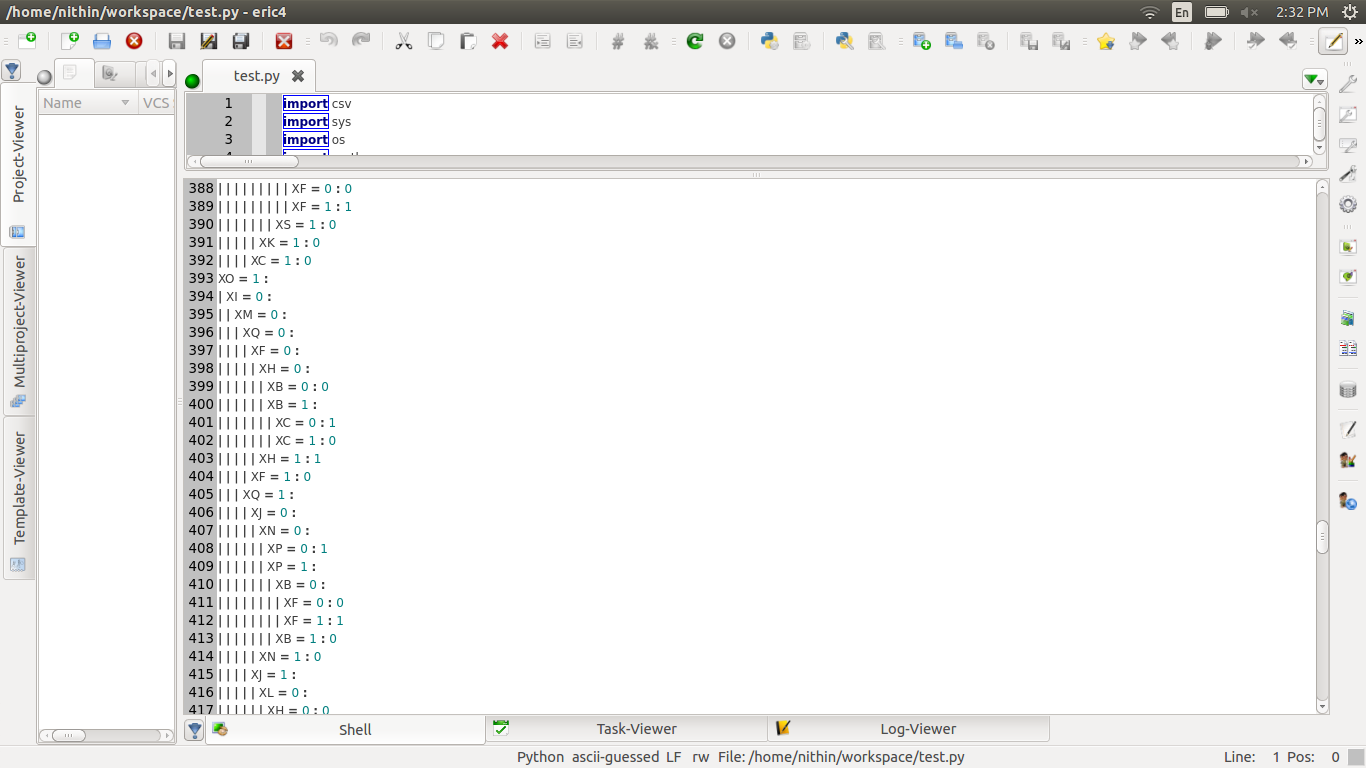 /home/nithin/workspace/test.py - eric4
En
2:32 PM
test.py
Name
VCS
Project-Viewer
Multiproject-Viewer
Template-Viewer
1 import csv
2 import sys
3 import os
388 | | | | | | | | | XF = 0 : 0
389 | | | | | | | | | XF = 1 : 1
390 | | | | | | | XS = 1 : 0
391 | | | | | XK = 1 : 0
392 | | | | XC = 1 : 0
393 XO = 1 :
394 | XI = 0 :
395 | | XM = 0 :
396 | | | XQ = 0 :
397 | | | | XF = 0 :
398 | | | | | XH = 0 :
399 | | | | | | XB = 0 : 0
400 | | | | | | XB = 1 :
401 | | | | | | | XC = 0 : 1
402 | | | | | | | XC = 1 : 0
403 | | | | | XH = 1 : 1
404 | | | | XF = 1 : 0
405 | | | XQ = 1 :
406 | | | | XJ = 0 :
407 | | | | | XN = 0 :
408 | | | | | | XP = 0 : 1
409 | | | | | | XP = 1 :
410 | | | | | | | XB = 0 :
411 | | | | | | | | XF = 0 : 0
412 | | | | | | | | XF = 1 : 1
413 | | | | | | | XB = 1 : 0
414 | | | | | XN = 1 : 0
415 | | | | XJ = 1 :
416 | | | | | XL = 0 :
417 | | | | | | XH = 0 : 0
Shell
Task-Viewer
Log-Viewer
Python ascii-guessed LF rw File: /home/nithin/workspace/test.py Line: 1 Pos: 0